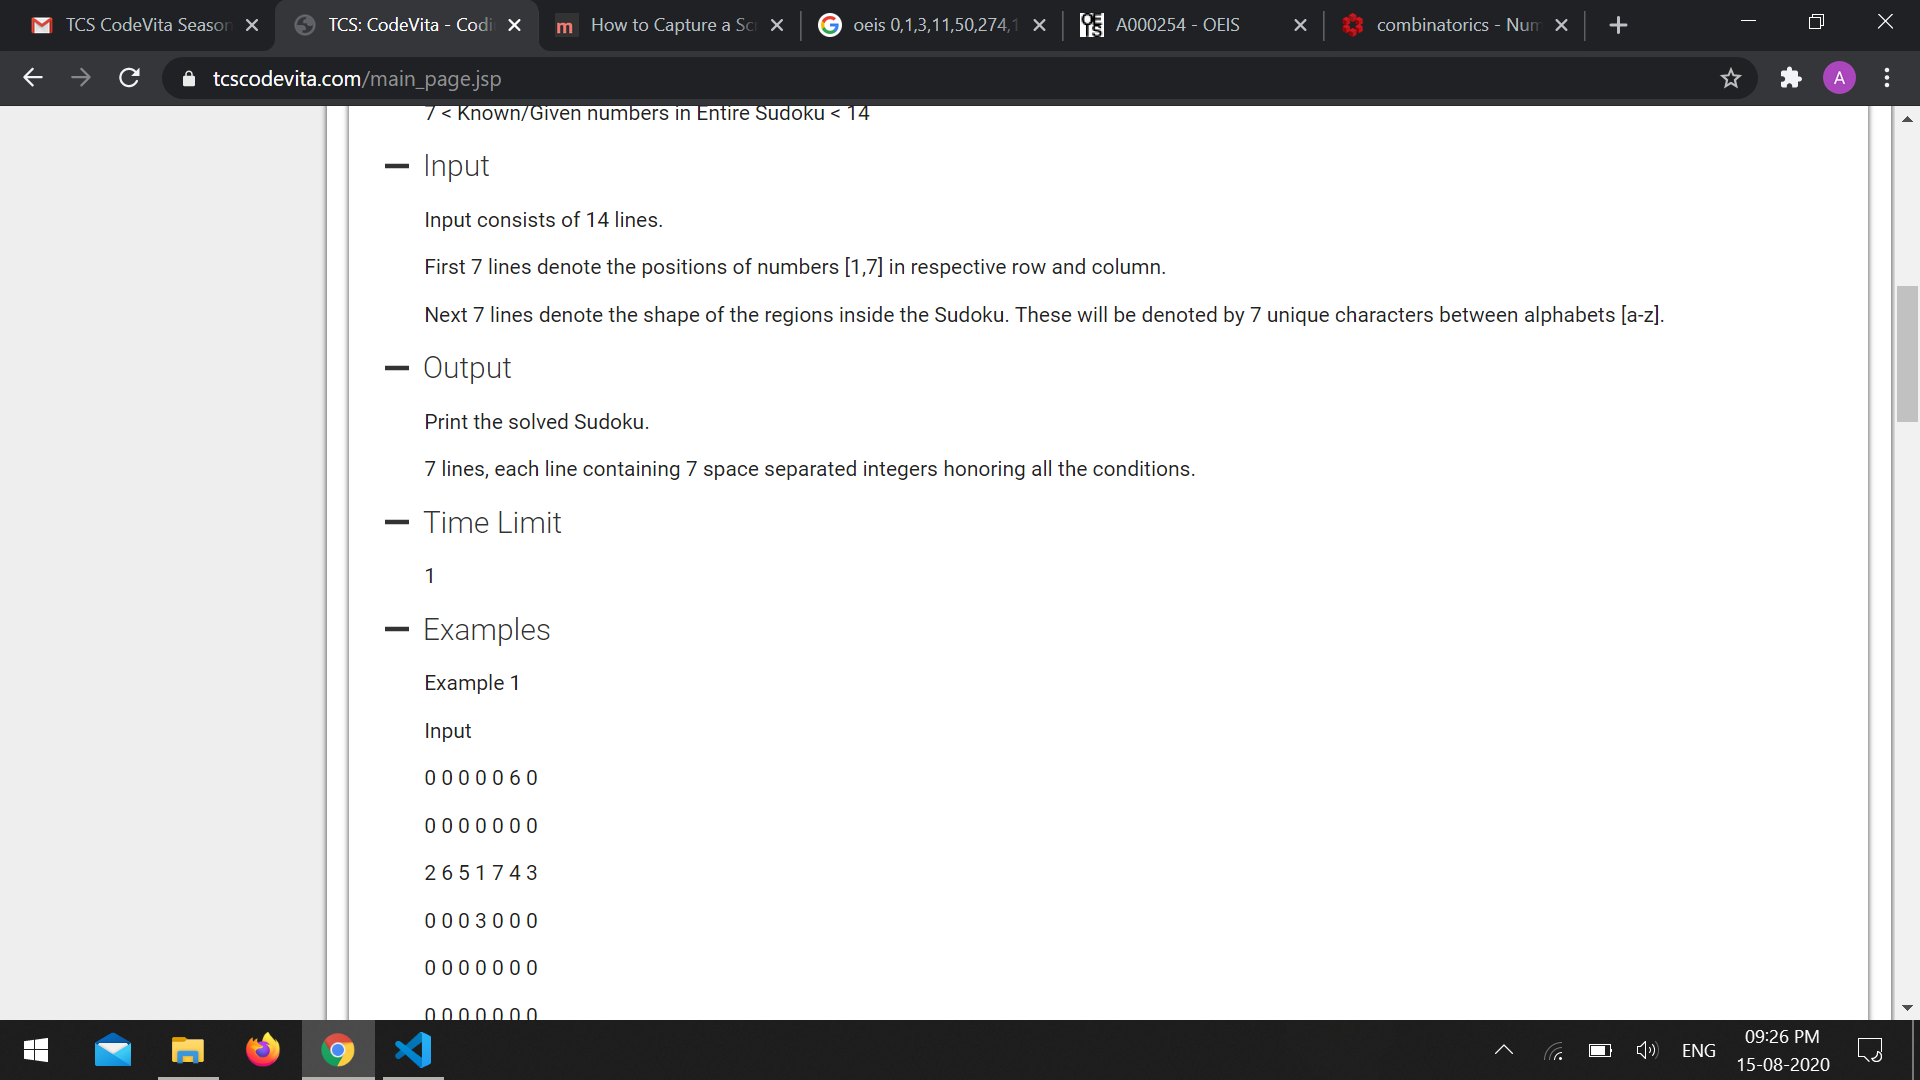 TCS CodeVita Season
TCS: CodeVita - Codi
How to Capture a Sc
oeis 0,1,3,11,50,274,1
A000254 - OEIS
combinatorics - Num
tcscodevita.com/main_page.jsp
A
7 < Known/Given numbers in Entire Sudoku < 14
Input
Input consists of 14 lines.
First 7 lines denote the positions of numbers [1,7] in respective row and column.
Next 7 lines denote the shape of the regions inside the Sudoku. These will be denoted by 7 unique characters between alphabets [a-z].
Output
Print the solved Sudoku.
7 lines, each line containing 7 space separated integers honoring all the conditions.
Time Limit
1
Examples
Example 1
Input
0 0 0 0 0 6 0
0 0 0 0 0 0 0
2 6 5 1 7 4 3
0 0 0 3 0 0 0
0 0 0 0 0 0 0
0 0 0 0 0 0 0
ENG
09:26 PM
15-08-2020